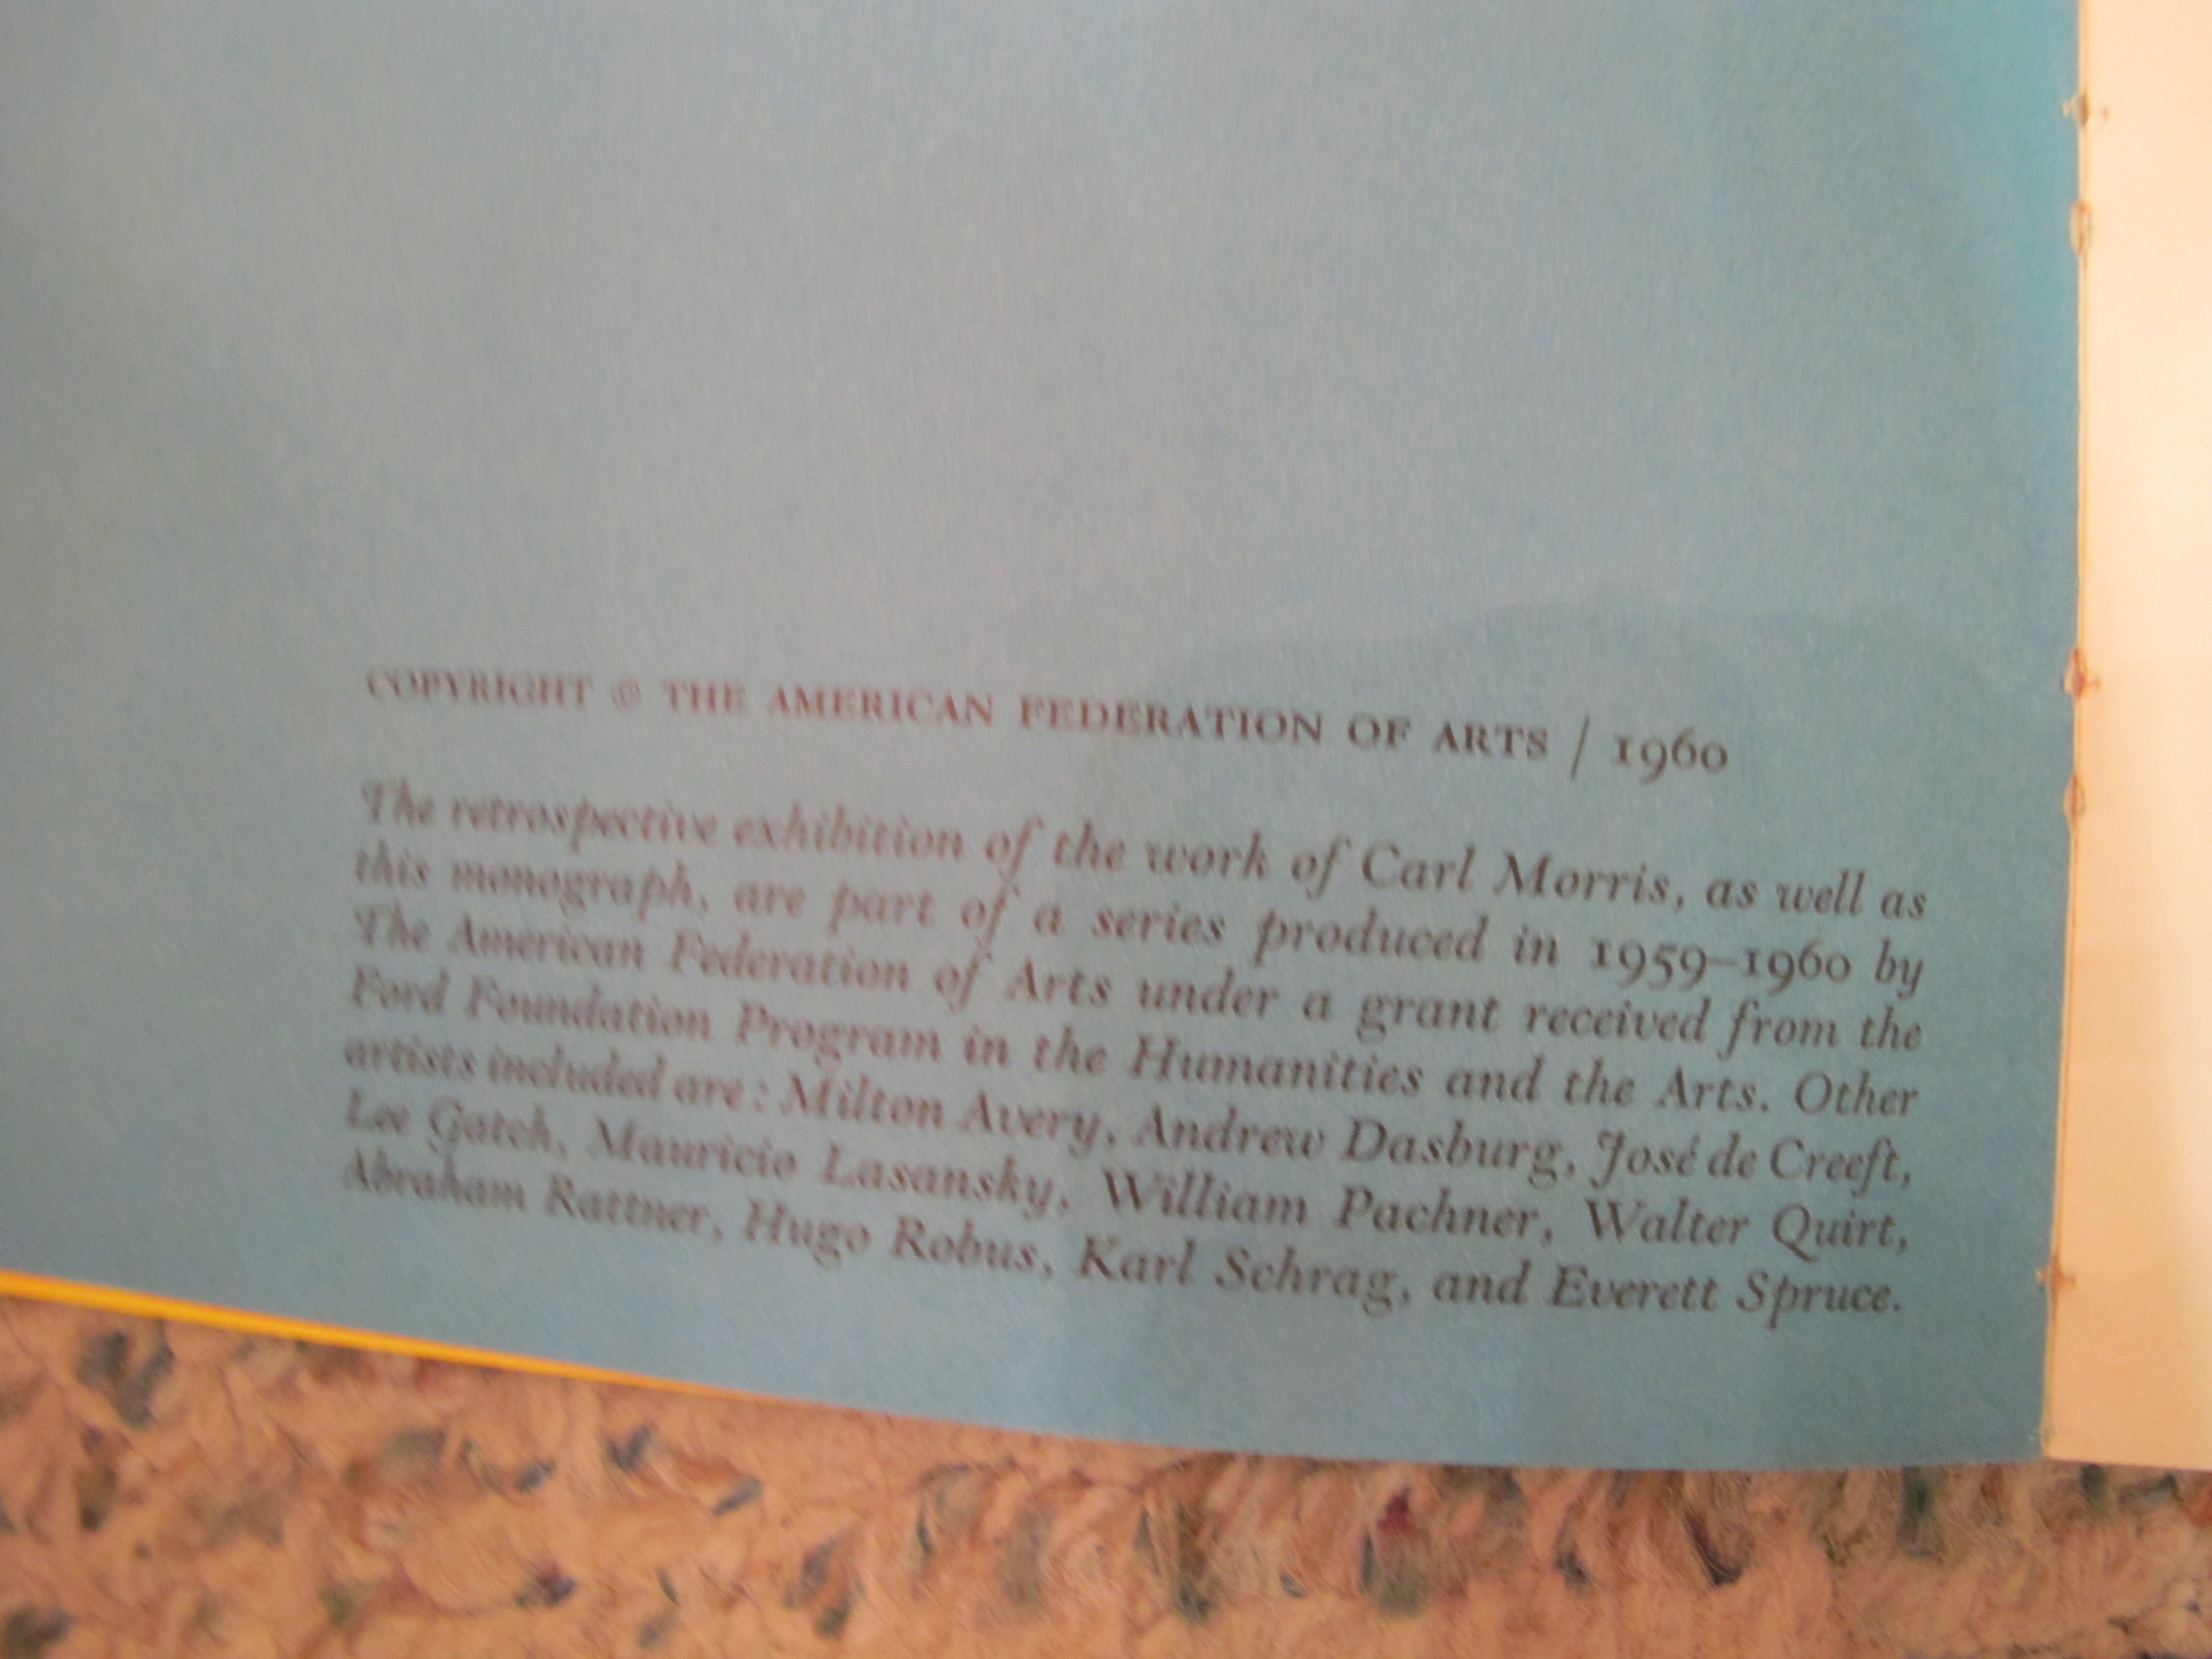 COPYRIGHT © THE AMERICAN FEDERATION OF ARTS / 1960
The retrospective exhibition of the work of Carl Morris, as well as
this monograph, are part of a series produced in 1959–1960 by
The American Federation of Arts under a grant received from the
Ford Foundation Program in the Humanities and the Arts. Other
artists included are: Milton Avery, Andrew Dasburg, José de Creeft,
Lee Gatch, Mauricio Lasansky, William Pachner, Walter Quirt,
Abraham Rattner, Hugo Robus, Karl Schrag, and Everett Spruce.